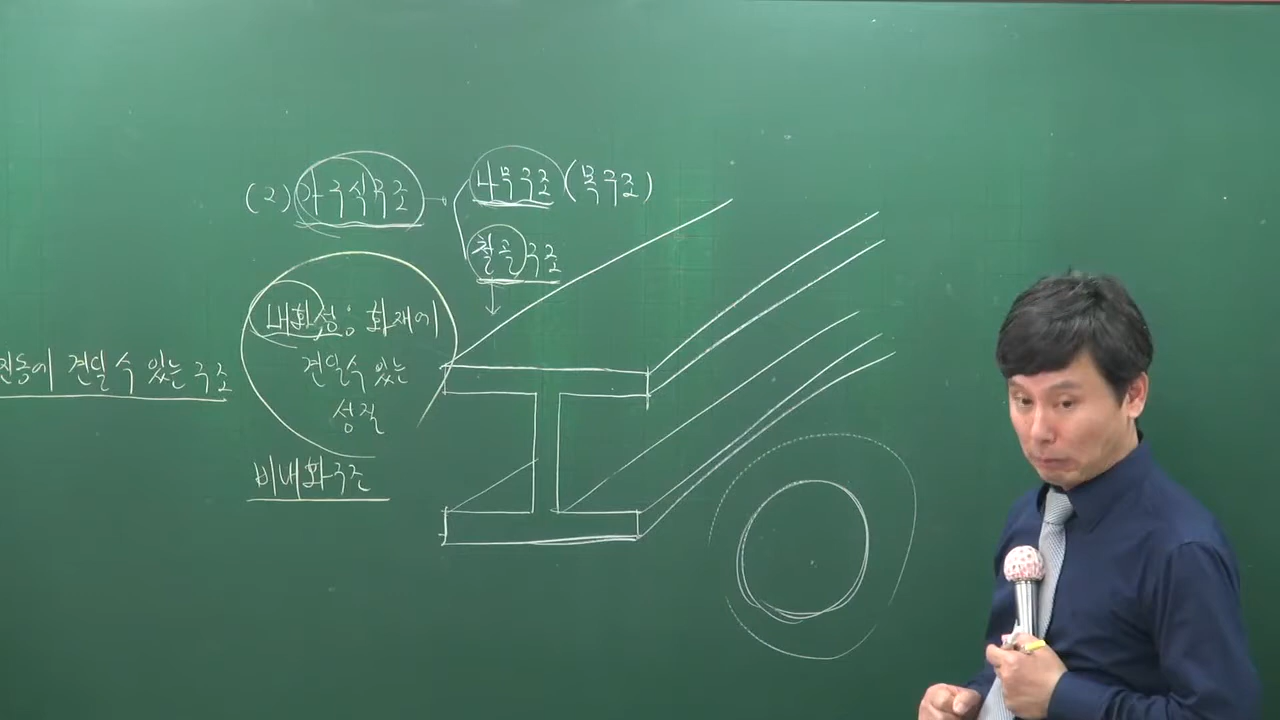 (2) 가구식구조
나무구조 (목구조)
철골구조
내화성: 화재에
견딜 수 있는
성질
비내화구조
진동에 견딜 수 있는 구조